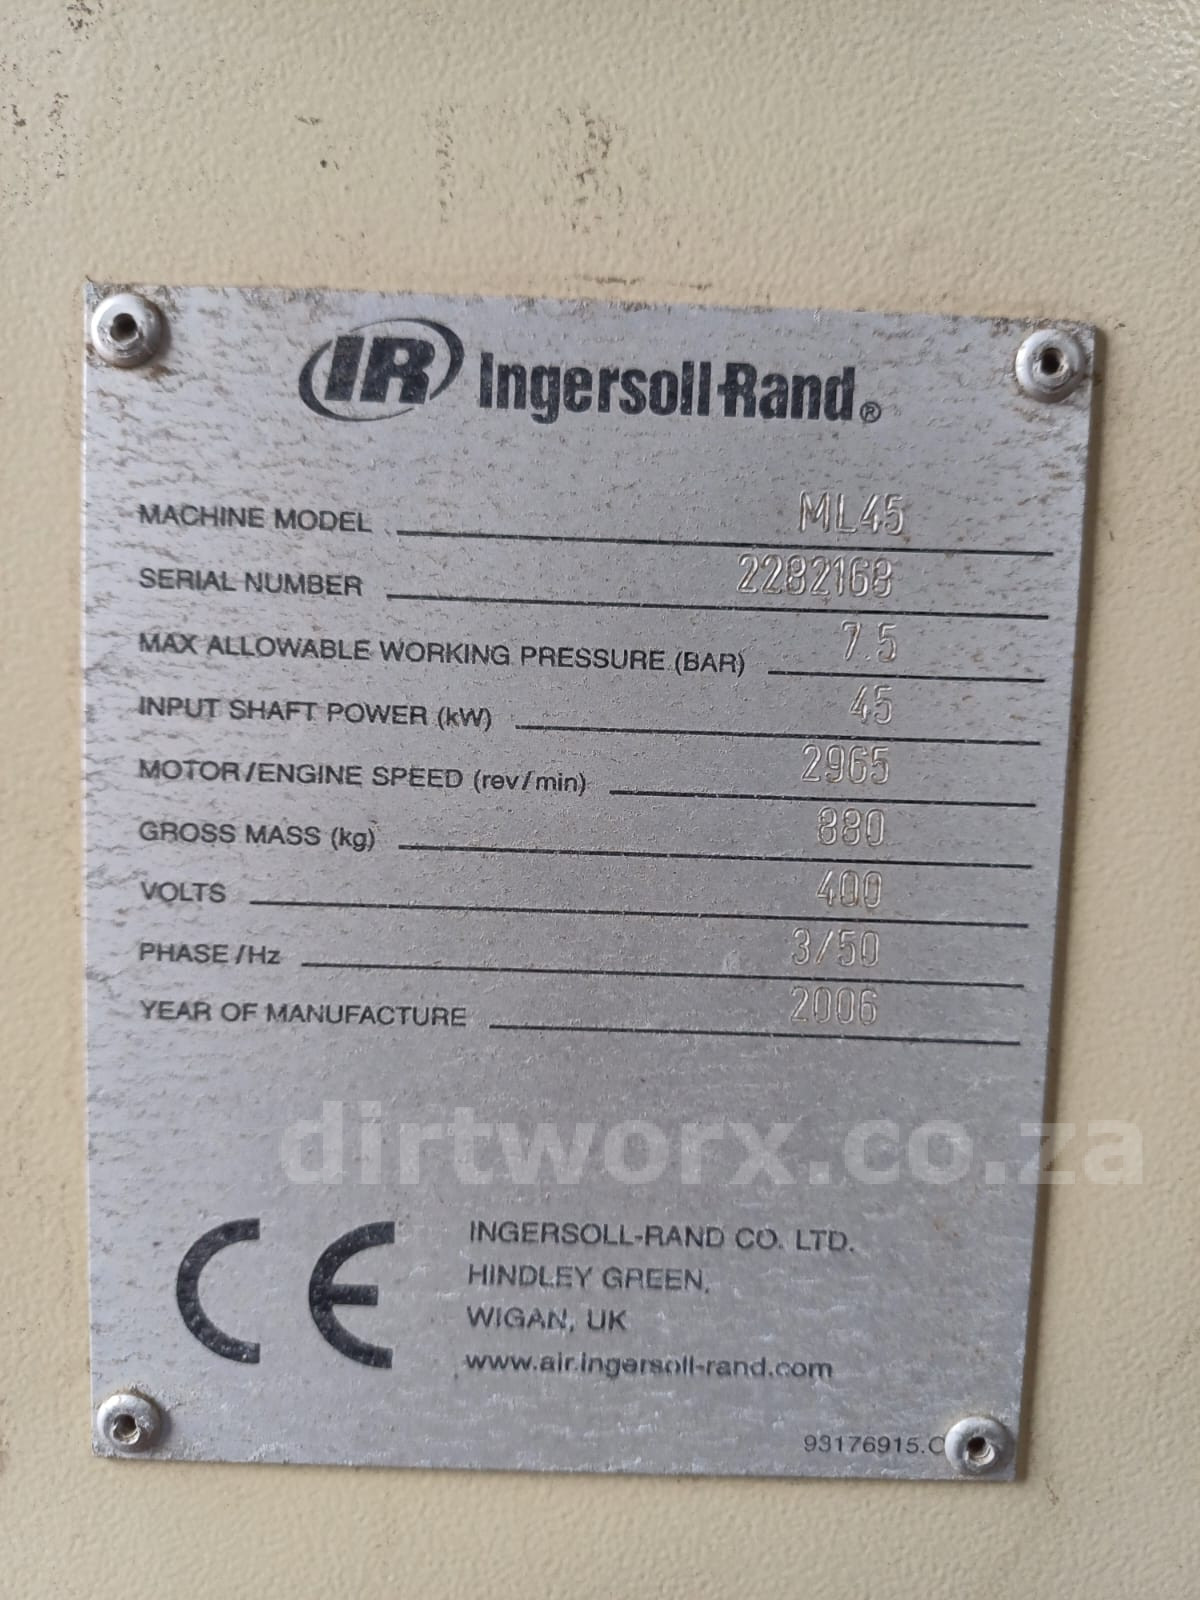 IR Ingersoll-Rand®
MACHINE MODEL ML45
SERIAL NUMBER 2282168
MAX ALLOWABLE WORKING PRESSURE (BAR) 7.5
INPUT SHAFT POWER (kW) 45
MOTOR/ENGINE SPEED (rev/min) 2965
GROSS MASS (kg) 880
VOLTS 400
PHASE/Hz 3/50
YEAR OF MANUFACTURE 2006
dirtworx.co.za
CE
INGERSOLL-RAND CO. LTD.
HINDLEY GREEN,
WIGAN, UK
www.air.ingersoll-rand.com
93176915.C